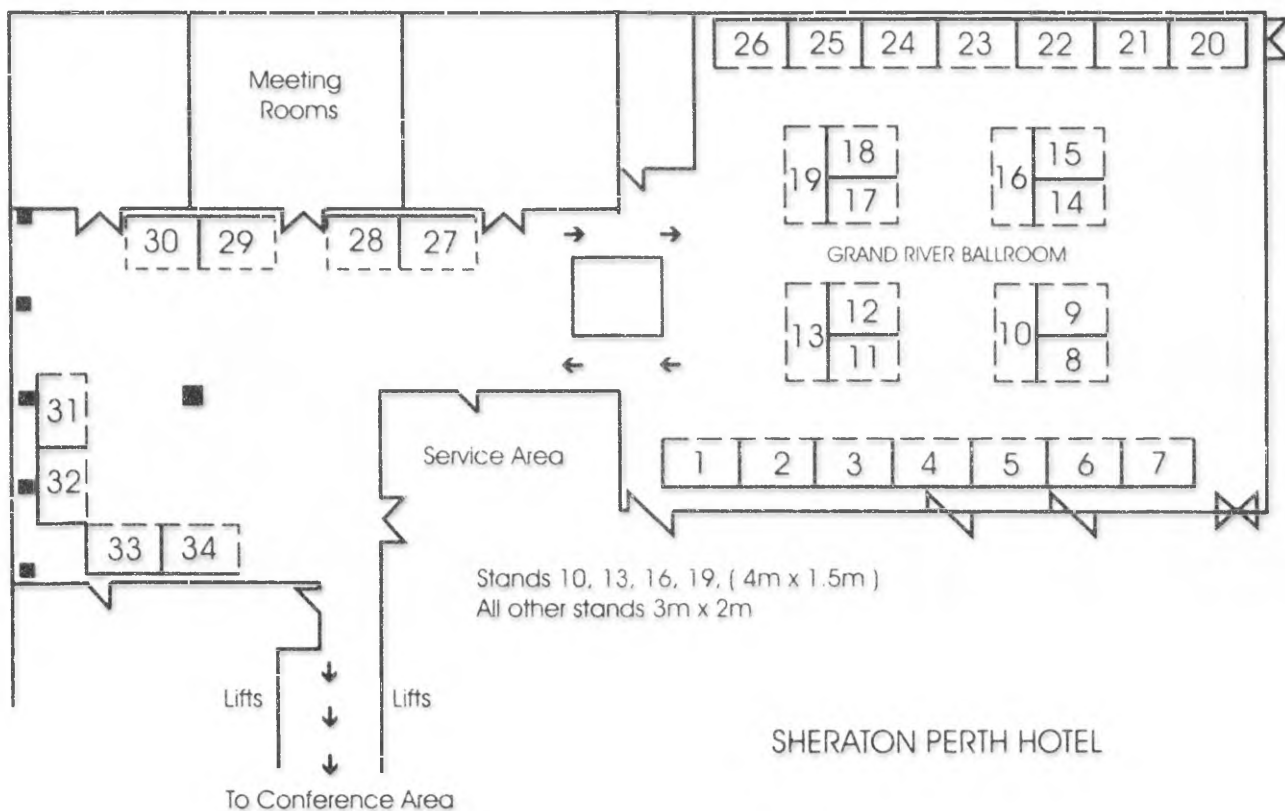 26 25 24 23 22 21 20
Meeting
Rooms
18
15
19
16
17
14
30 29 28 27
GRAND RIVER BALLROOM
12
9
13
10
11
8
31
Service Area
1 2 3 4 5 6 7
32
33 34
Stands 10, 13, 16, 19, ( 4m x 1.5m )
All other stands 3m x 2m
Lifts Lifts
SHERATON PERTH HOTEL
To Conference Area